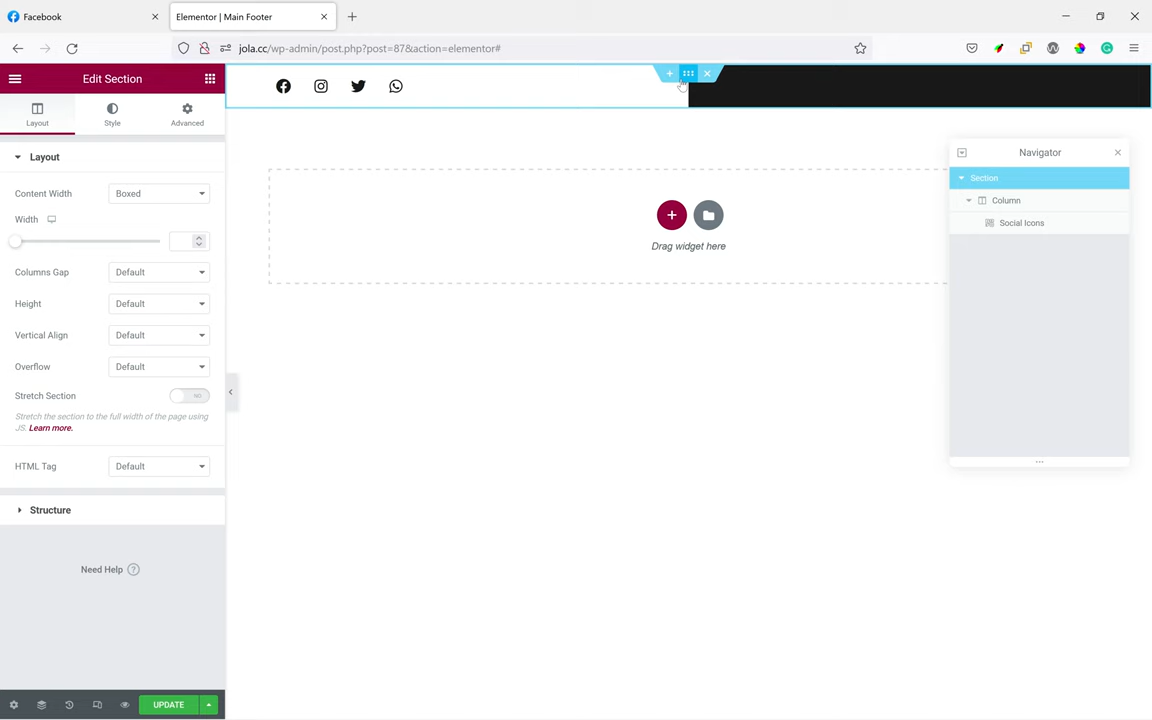 Facebook
Elementor | Main Footer
jola.cc/wp-admin/post.php?post=87&action=elementor#
Edit Section
Layout
Style
Advanced
Layout
Content Width
Boxed
Width
Columns Gap
Default
Height
Default
Vertical Align
Default
Overflow
Default
Stretch Section
NO
Stretch the section to the full width of the page using
JS. Learn more.
HTML Tag
Default
Structure
Need Help
UPDATE
Drag widget here
Navigator
Section
Column
Social Icons